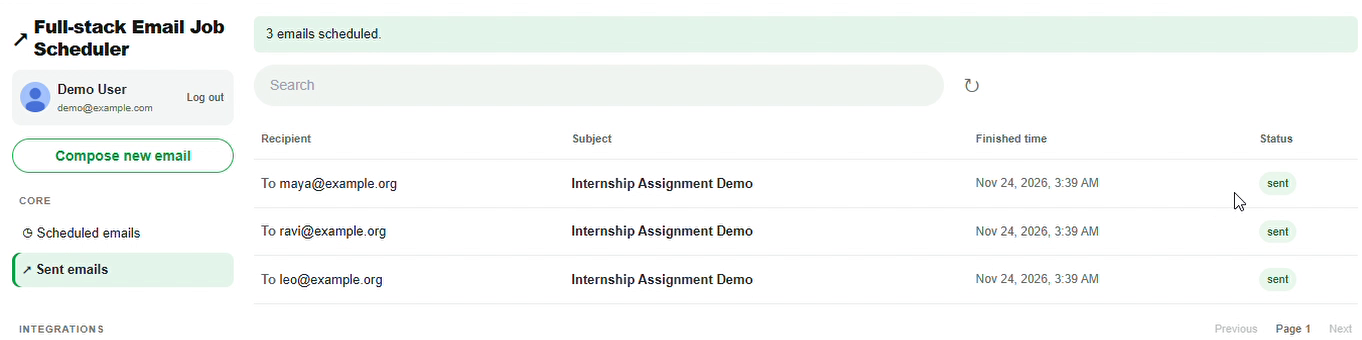 ↗ Full-stack Email Job
Scheduler
Demo User
demo@example.com
Log out
Compose new email
CORE
Scheduled emails
↗ Sent emails
INTEGRATIONS
3 emails scheduled.
Search
Recipient Subject Finished time Status
To maya@example.org Internship Assignment Demo Nov 24, 2026, 3:39 AM sent
To ravi@example.org Internship Assignment Demo Nov 24, 2026, 3:39 AM sent
To leo@example.org Internship Assignment Demo Nov 24, 2026, 3:39 AM sent
Previous Page 1 Next